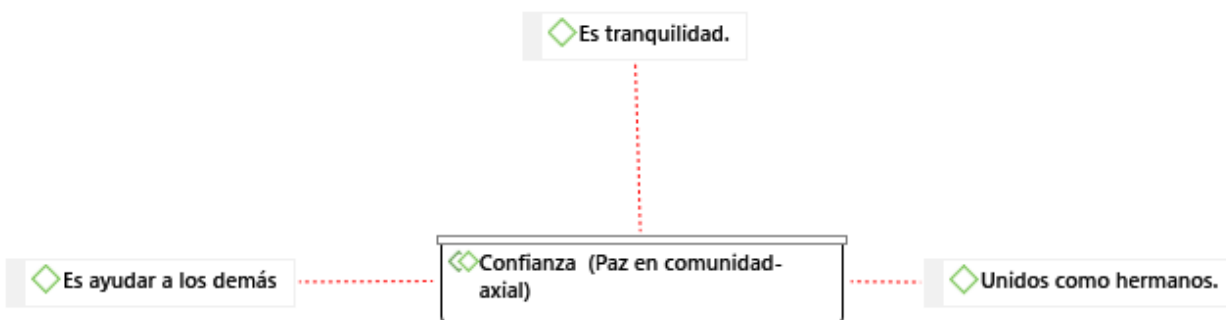 Es tranquilidad.
Es ayudar a los demás
Confianza  (Paz en comunidad-
axial)
Unidos como hermanos.